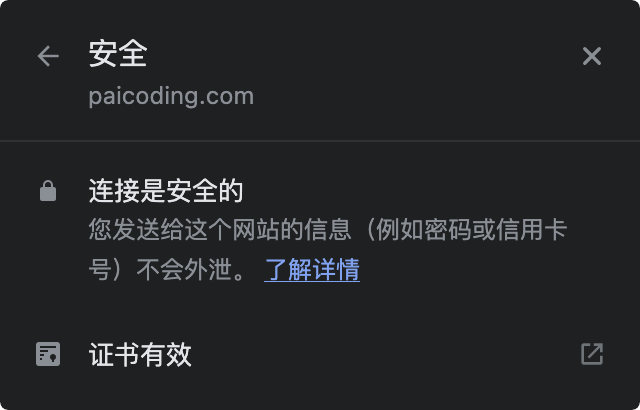 安全
paicoding.com
连接是安全的
您发送给这个网站的信息（例如密码或信用卡
号）不会外泄。 了解详情
证书有效